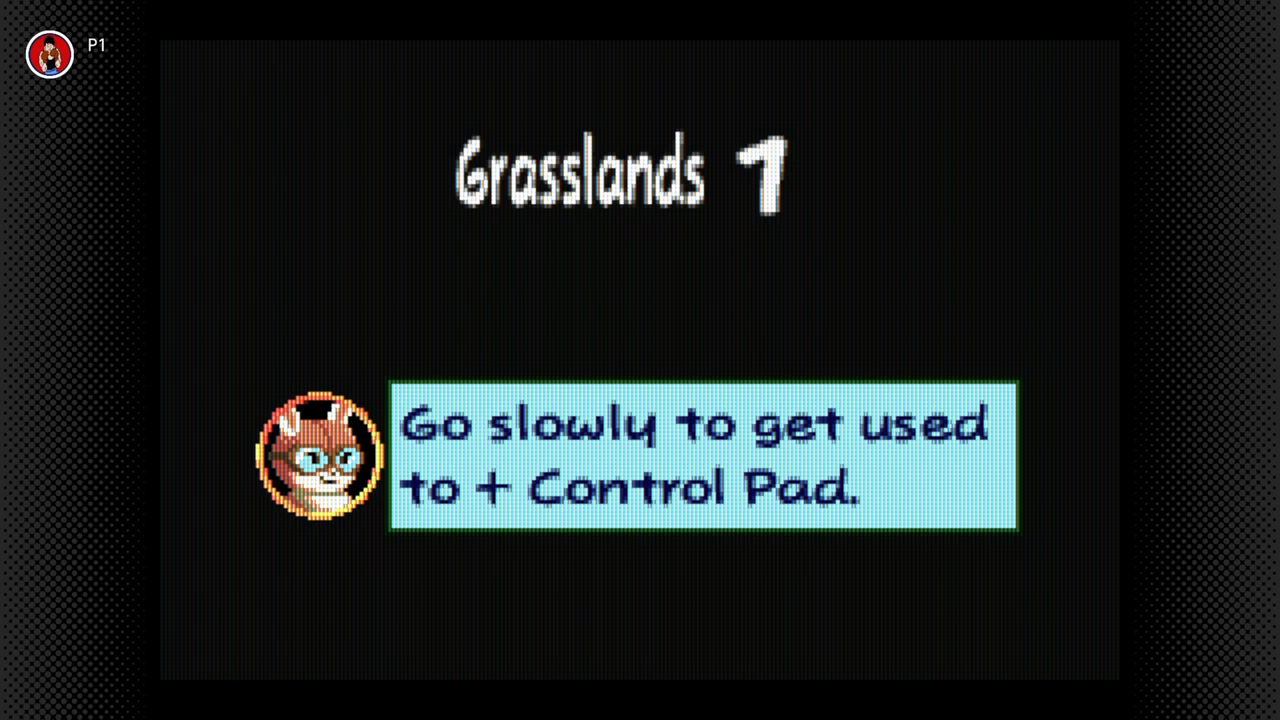 P1
Grasslands 1
Go slowly to get used
to + Control Pad.